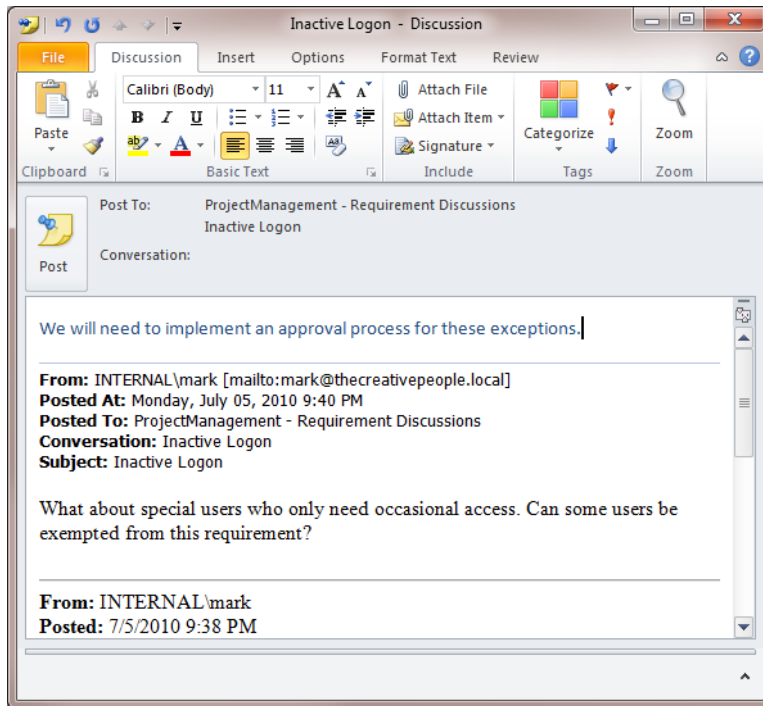 Inactive Logon - Discussion
File Discussion Insert Options Format Text Review
Calibri (Body) 11 A A
Attach File
B I U
Attach Item
Paste
Categorize
Zoom
ab A Aa
Signature
Clipboard Basic Text Include Tags Zoom
Post To: ProjectManagement - Requirement Discussions
Inactive Logon
Conversation:
Post
We will need to implement an approval process for these exceptions.
From: INTERNAL\mark [mailto:mark@thecreativepeople.local]
Posted At: Monday, July 05, 2010 9:40 PM
Posted To: ProjectManagement - Requirement Discussions
Conversation: Inactive Logon
Subject: Inactive Logon
What about special users who only need occasional access. Can some users be
exempted from this requirement?
From: INTERNAL\mark
Posted: 7/5/2010 9:38 PM